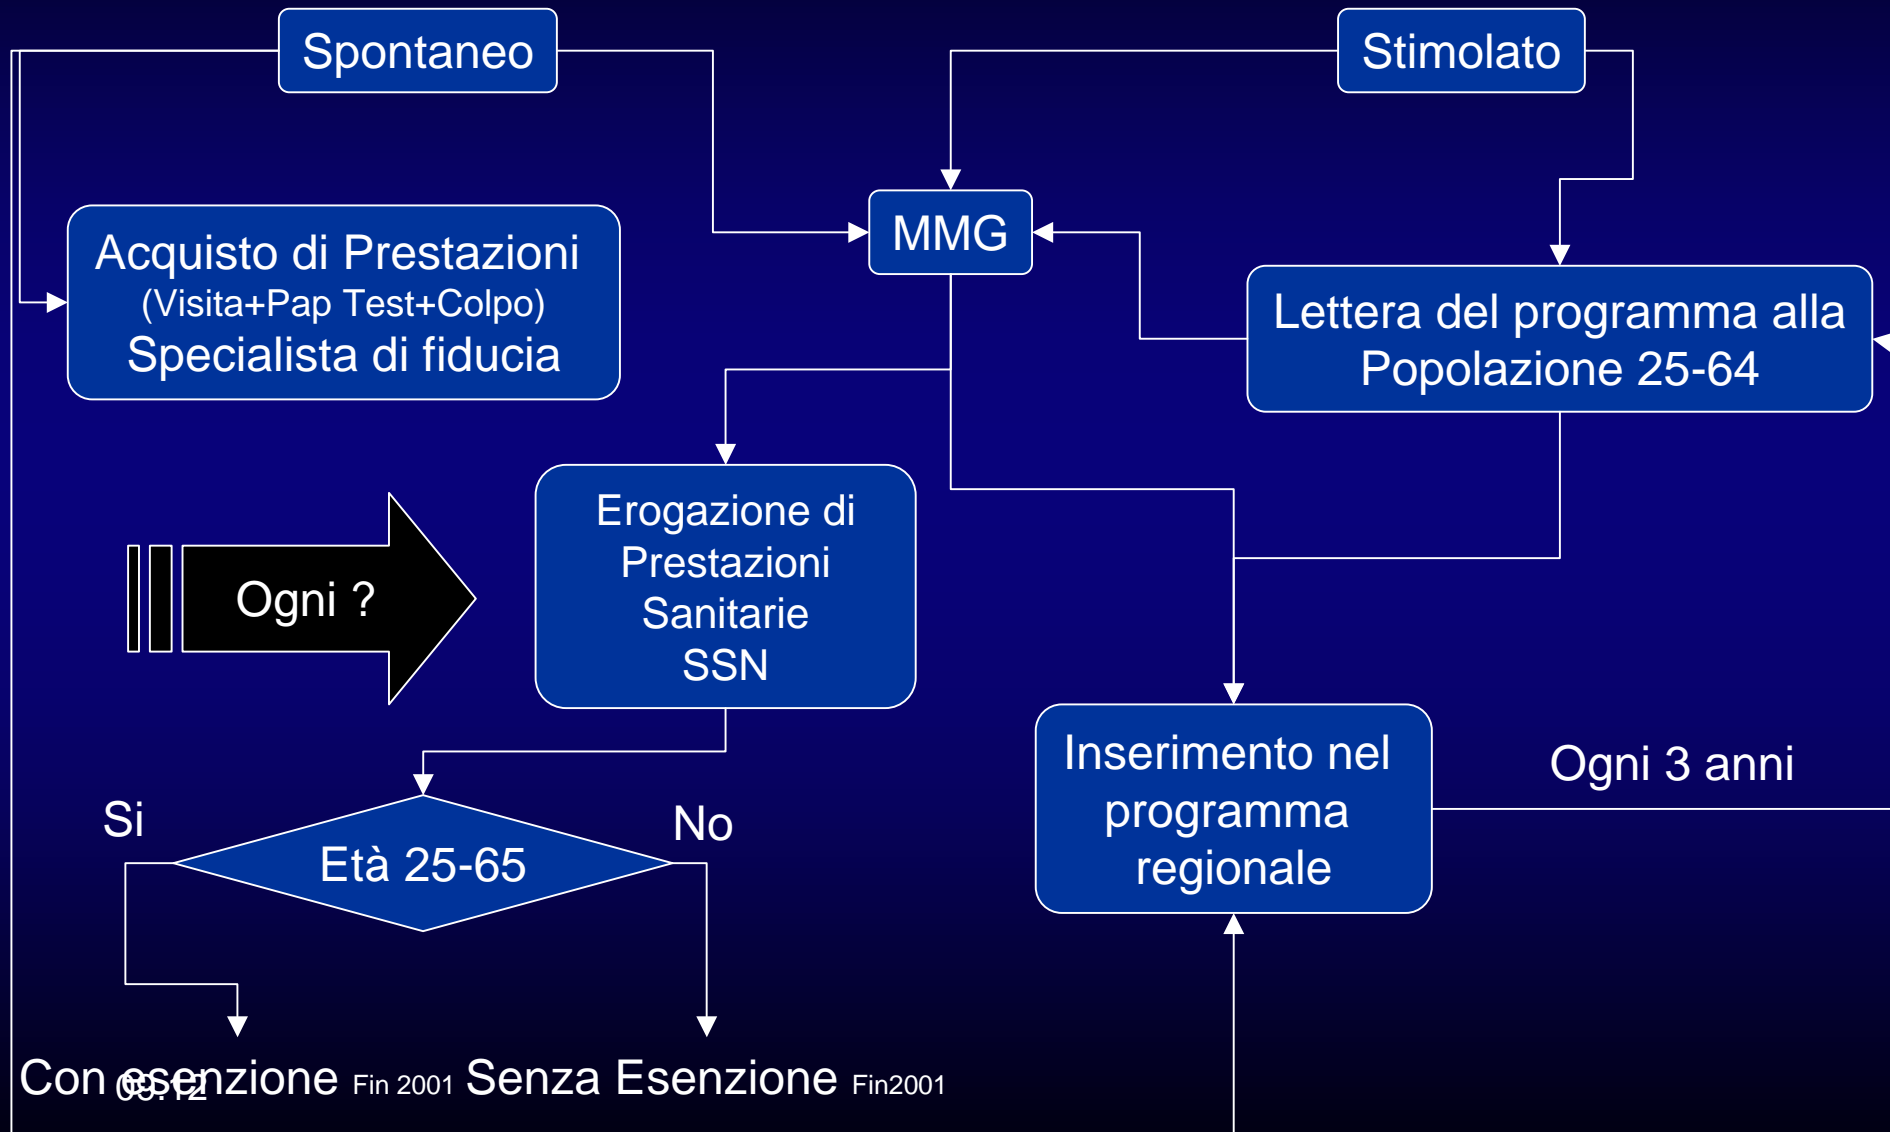 Spontaneo
Stimolato
MMG
Acquisto di Prestazioni
(Visita+Pap Test+Colpo)
Specialista di fiducia
Lettera del programma alla
Popolazione 25-64
Erogazione di
Prestazioni
Sanitarie
SSN
Ogni ?
Inserimento nel
programma
regionale
Ogni 3 anni
Si
No
Età 25-65
Con esenzione Fin 2001 Senza Esenzione Fin2001
09:12